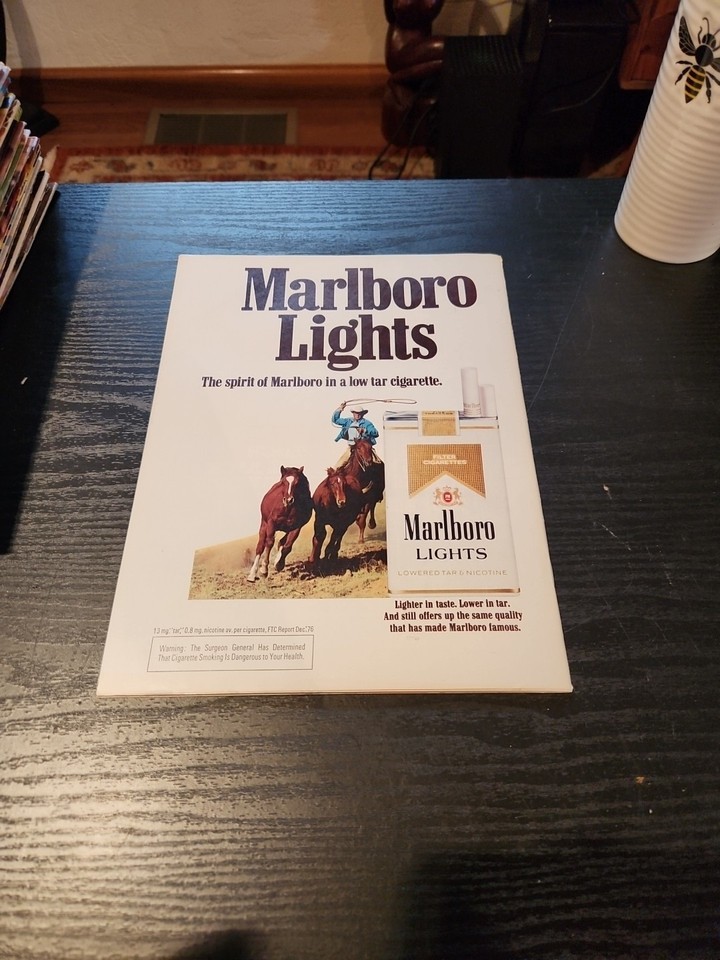 Marlboro
Lights
The spirit of Marlboro in a low tar cigarette.
FILTER
CIGARETTES
Marlboro
LIGHTS
LOWERED TAR & NICOTINE
Lighter in taste. Lower in tar.
And still offers up the same quality
that has made Marlboro famous.
13 mg. "tar," 0.8 mg. nicotine av. per cigarette, FTC Report Dec.'76
Warning: The Surgeon General Has Determined
That Cigarette Smoking Is Dangerous to Your Health.